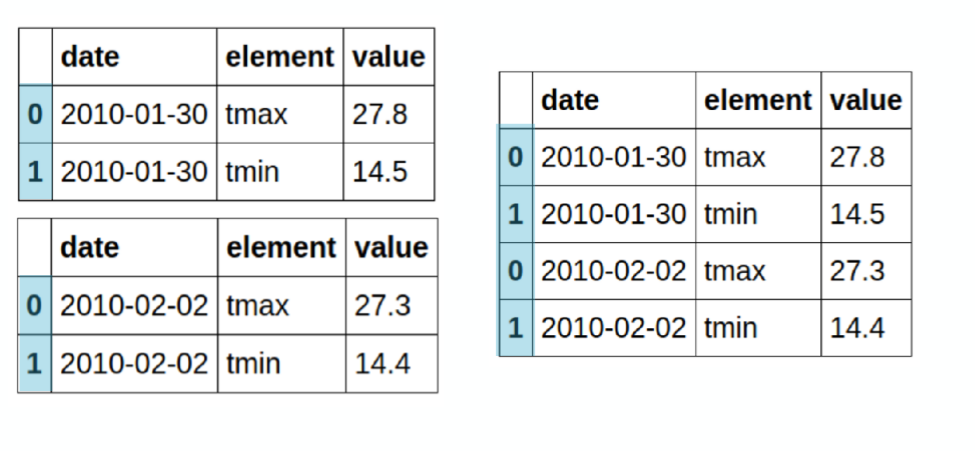 date element value
0 2010-01-30 tmax 27.8
1 2010-01-30 tmin 14.5
date element value
0 2010-02-02 tmax 27.3
1 2010-02-02 tmin 14.4
date element value
0 2010-01-30 tmax 27.8
1 2010-01-30 tmin 14.5
0 2010-02-02 tmax 27.3
1 2010-02-02 tmin 14.4